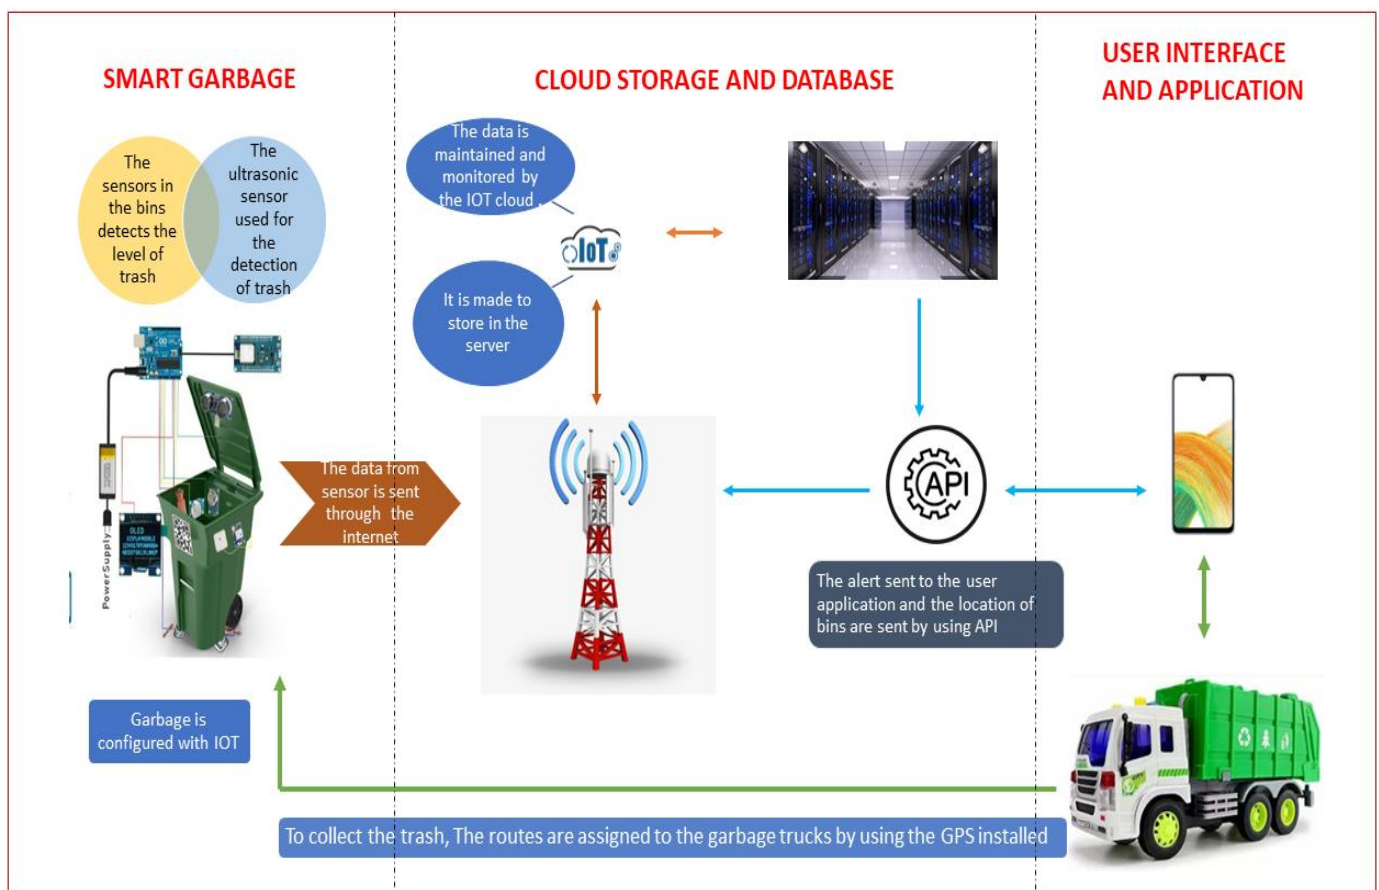 SMART GARBAGE
CLOUD STORAGE AND DATABASE
USER INTERFACE
AND APPLICATION
The
sensors in
the bins
detects the
level of
trash
The
ultrasonic
sensor
used for
the
detection
of trash
The data is
maintained and
monitored by
the IOT cloud .
IoT
It is made to
store in the
server
OLED
PowerSupply
The data from
sensor is sent
through the
internet
API
The alert sent to the user
application and the location of
bins are sent by using API
Garbage is
configured with IOT
CITY
To collect the trash, The routes are assigned to the garbage trucks by using the GPS installed